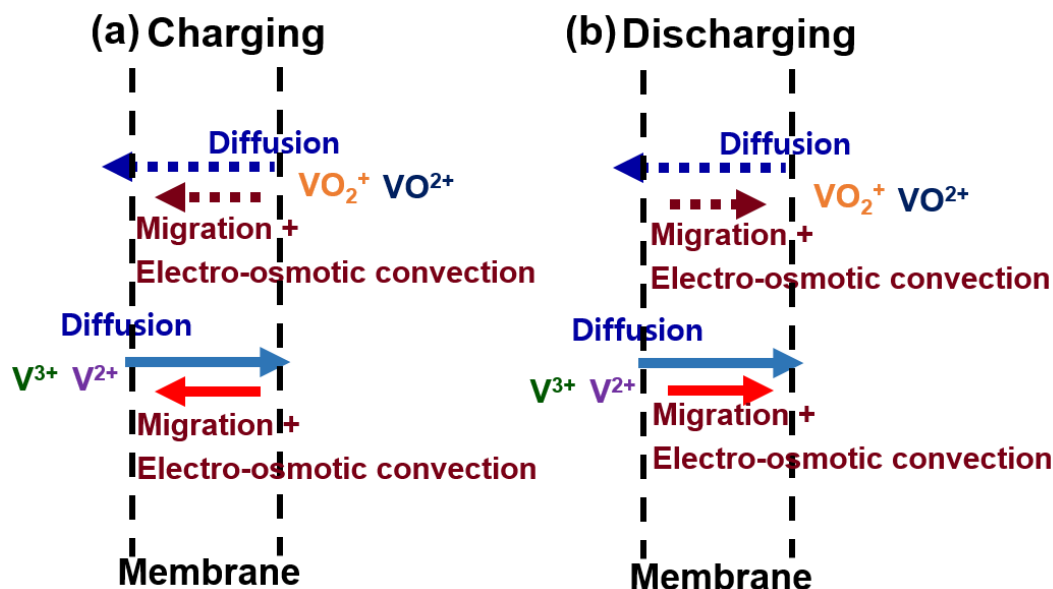 (a) Charging
Diffusion
VO₂⁺ VO²⁺
Migration +
Electro-osmotic convection
Diffusion
V³⁺ V²⁺
Migration +
Electro-osmotic convection
Membrane
(b) Discharging
Diffusion
VO₂⁺ VO²⁺
Migration +
Electro-osmotic convection
Diffusion
V³⁺ V²⁺
Migration +
Electro-osmotic convection
Membrane